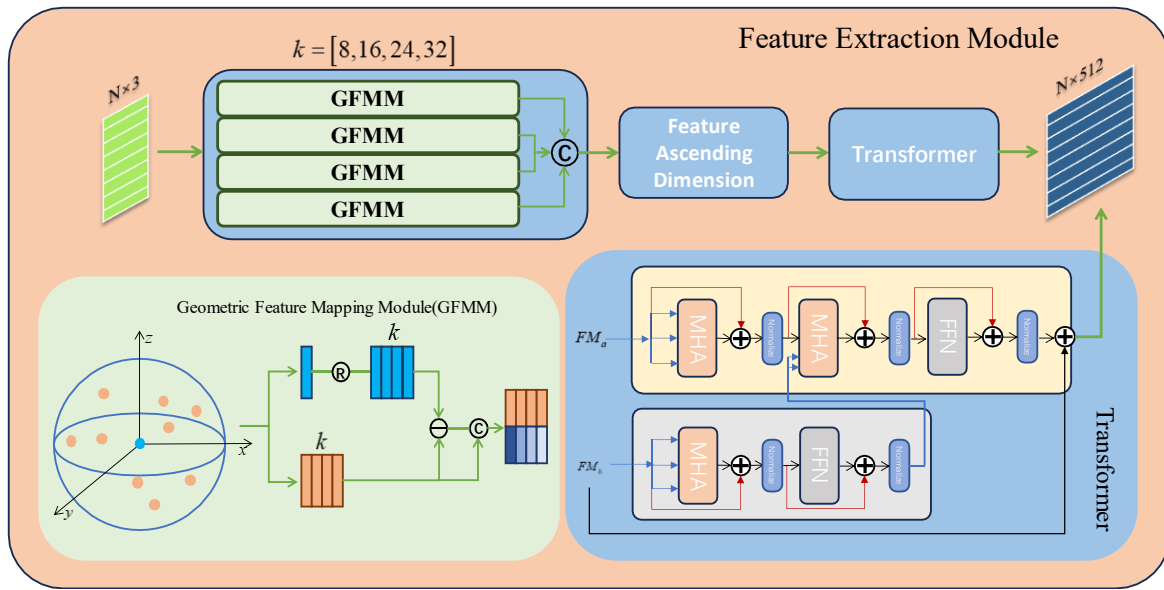 Feature Extraction Module
k = [8,16,24,32]
N×3
GFMM
GFMM
GFMM
GFMM
C
Feature
Ascending
Dimension
Transformer
N×512
Geometric Feature Mapping Module(GFMM)
z
x
y
k
R
k
C
FM_a
MHA
Normalize
MHA
Normalize
FFN
Normalize
FM_b
MHA
Normalize
FFN
Normalize
Transformer